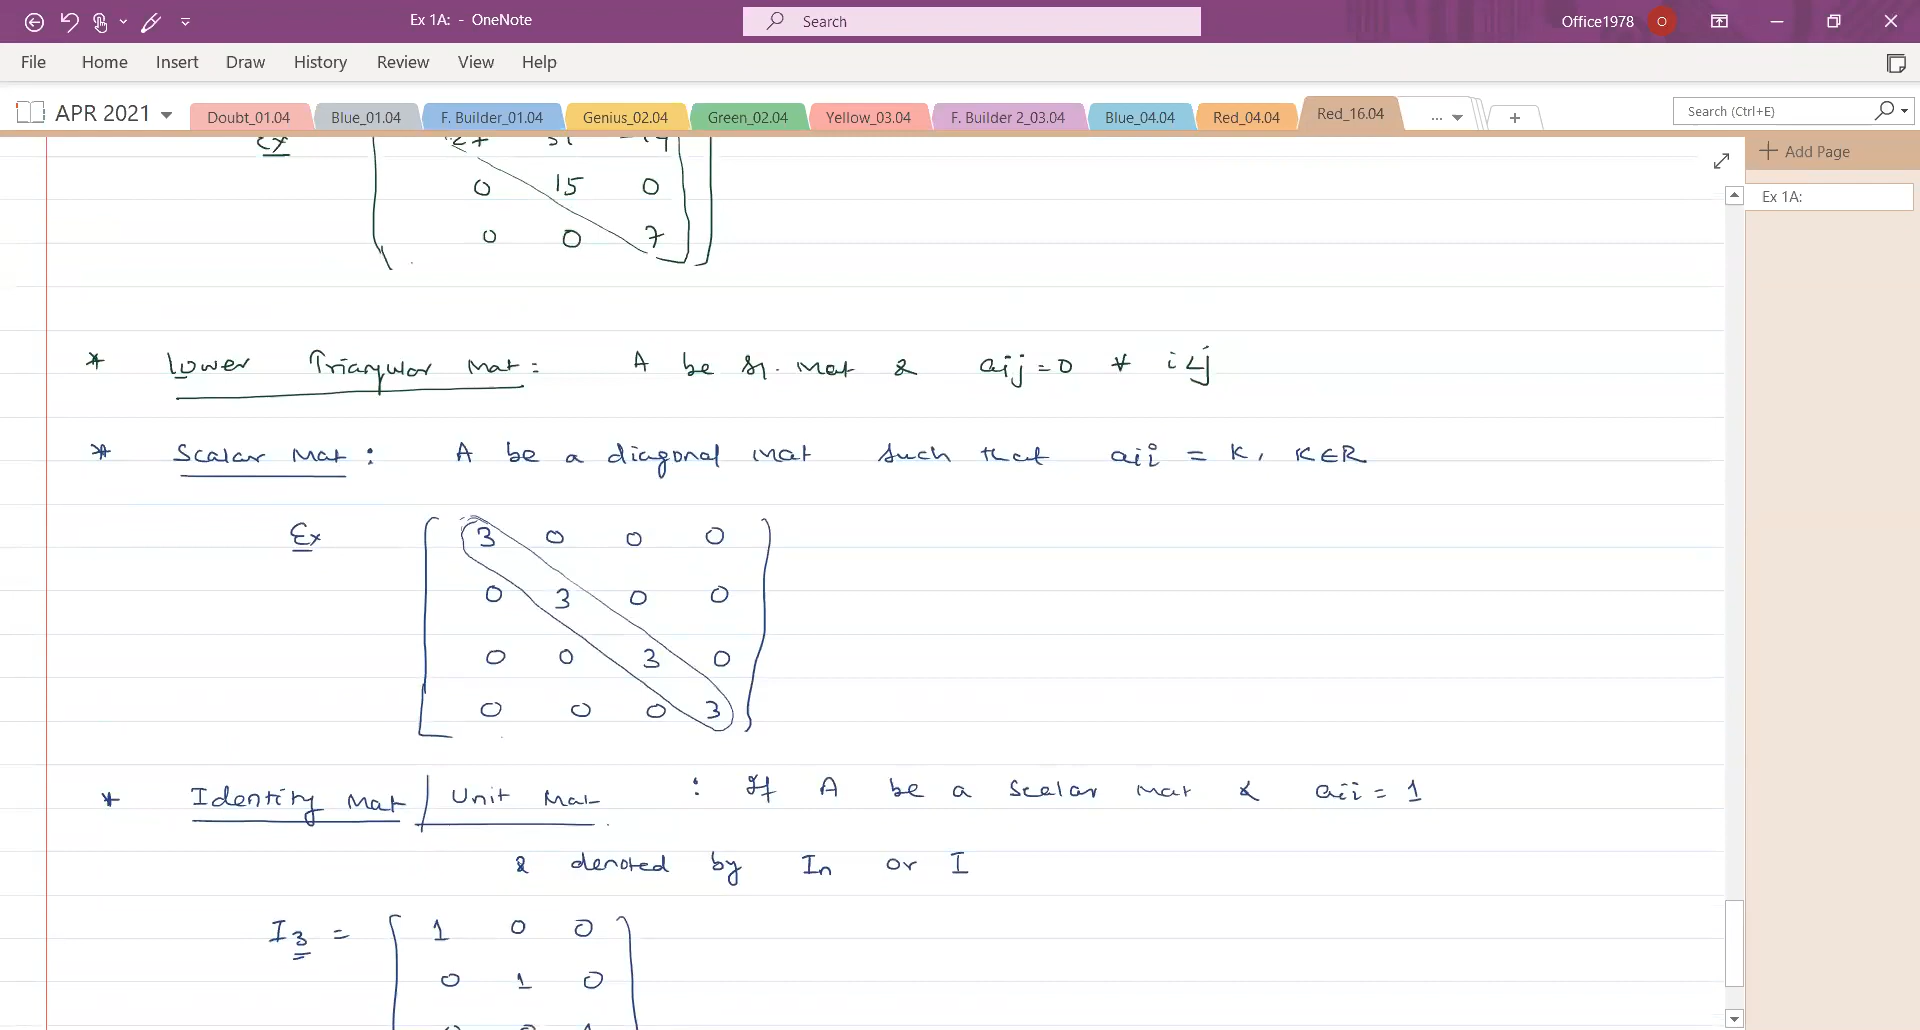 Ex 1A: - OneNote
Search
Office1978 O
File Home Insert Draw History Review View Help
APR 2021
Doubt_01.04 Blue_01.04 F. Builder_01.04 Genius_02.04 Green_02.04 Yellow_03.04 F. Builder 2_03.04 Blue_04.04 Red_04.04 Red_16.04 ... +
Search (Ctrl+E)
+ Add Page
Ex 1A:
Ex
0 15 0
0 0 7
* Lower Triangular Mat: A be Sq. Mat & aij = 0 ∀ i<j
* Scalar Mat: A be a diagonal Mat such that aii = K, K∈R
Ex
3 0 0 0
0 3 0 0
0 0 3 0
0 0 0 3
* Identity Mat | Unit Mat : If A be a Scalar Mat & aii = 1
& denoted by In or I
I3 = 1 0 0
0 1 0